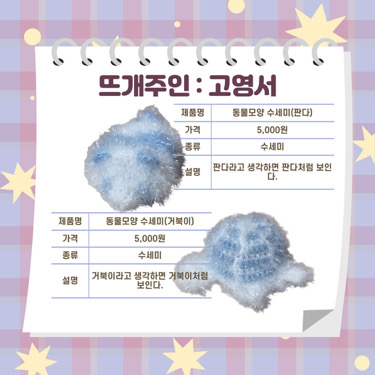 뜨개주인 : 고영서
제품명 동물모양 수세미(판다)
가격 5,000원
종류 수세미
설명 판다라고 생각하면 판다처럼 보인
다.
제품명 동물모양 수세미(거북이)
가격 5,000원
종류 수세미
설명 거북이라고 생각하면 거북이처럼
보인다.